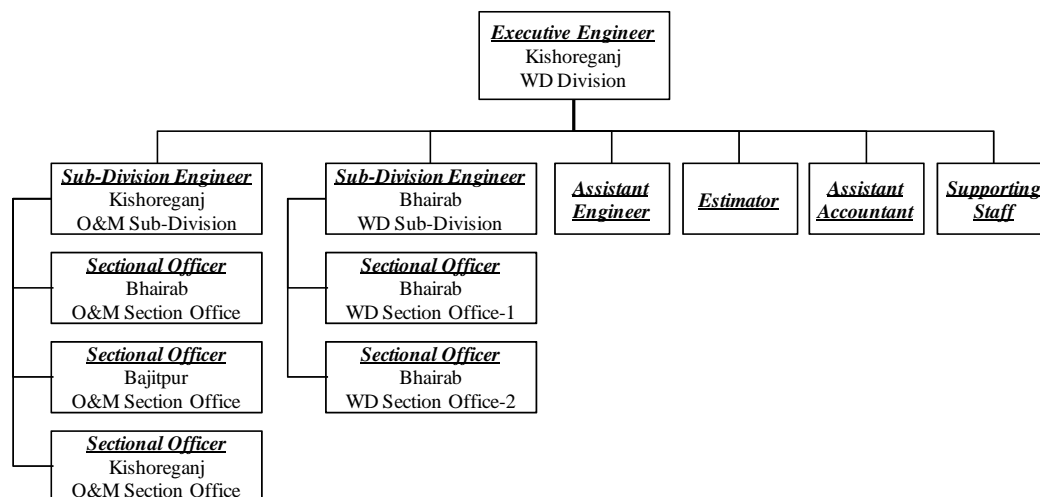 Executive Engineer
Kishoreganj
WD Division
Sub-Division Engineer
Kishoreganj
O&M Sub-Division
Sub-Division Engineer
Bhairab
WD Sub-Division
Assistant
Engineer
Estimator
Assistant
Accountant
Supporting
Staff
Sectional Officer
Bhairab
O&M Section Office
Sectional Officer
Bhairab
WD Section Office-1
Sectional Officer
Bajitpur
O&M Section Office
Sectional Officer
Bhairab
WD Section Office-2
Sectional Officer
Kishoreganj
O&M Section Office